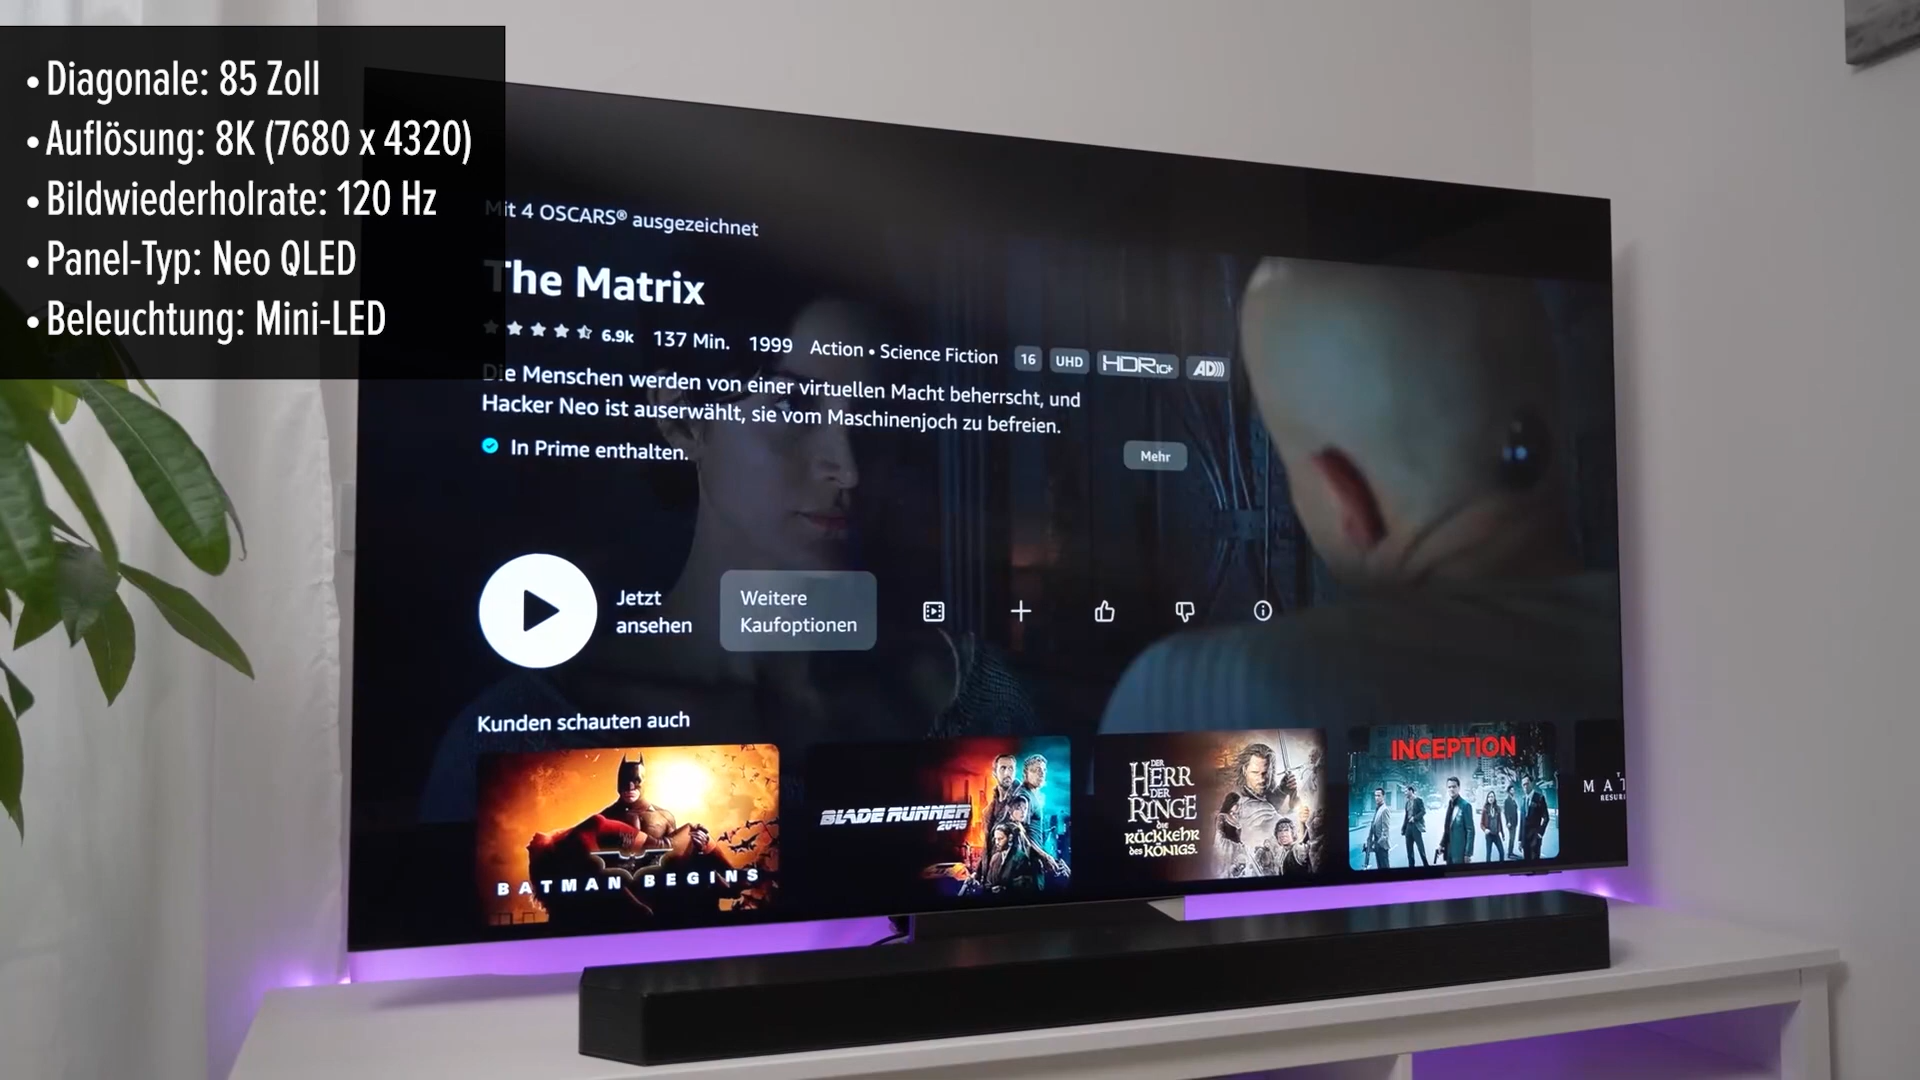 • Diagonale: 85 Zoll
• Auflösung: 8K (7680 x 4320)
• Bildwiederholrate: 120 Hz
• Panel-Typ: Neo QLED
• Beleuchtung: Mini-LED
Mit 4 OSCARS® ausgezeichnet
The Matrix
6.9k 137 Min. 1999 Action • Science Fiction 16 UHD HDR10+ AD
Die Menschen werden von einer virtuellen Macht beherrscht, und
Hacker Neo ist auserwählt, sie vom Maschinenjoch zu befreien.
In Prime enthalten.
Mehr
Jetzt
ansehen
Weitere
Kaufoptionen
Kunden schauten auch
BATMAN BEGINS
BLADE RUNNER
2049
DER
HERR
DER
RINGE
DIE
RÜCKKEHR
DES KÖNIGS.
INCEPTION